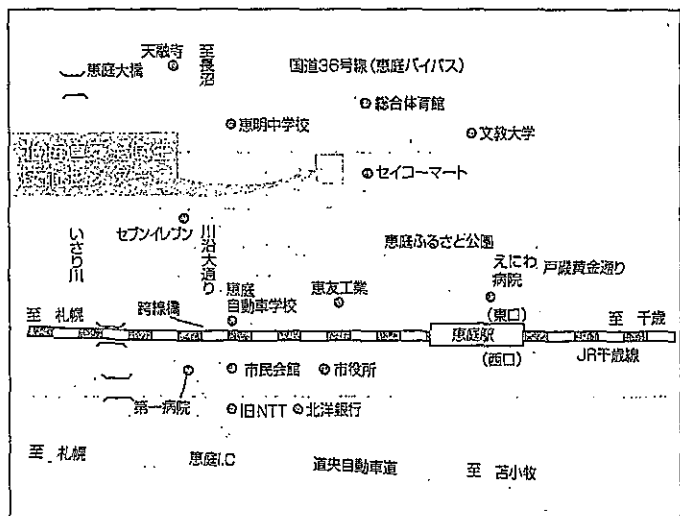 天融寺
至長沼
恵庭大橋
国道36号線(恵庭バイパス)
総合体育館
恵明中学校
文教大学
セイコーマート
セブンイレブン
いさり川
川沿大通り
恵庭ふるさと公園
えにわ
病院
戸磯黄金通り
恵庭
自動車学校
恵友工業
跨線橋
(東口)
至 札幌
恵庭駅
至 千歳
(西口)
JR千歳線
市民会館
市役所
第一病院
旧NTT
北洋銀行
至 札幌
恵庭I.C
道央自動車道
至 苫小牧